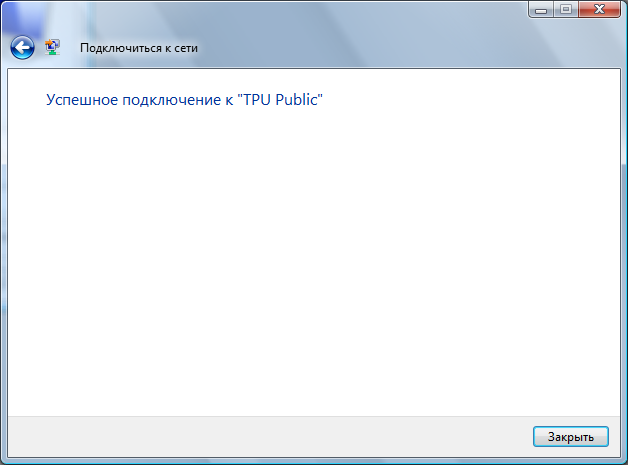 Подключиться к сети
Успешное подключение к "TPU Public"
Закрыть